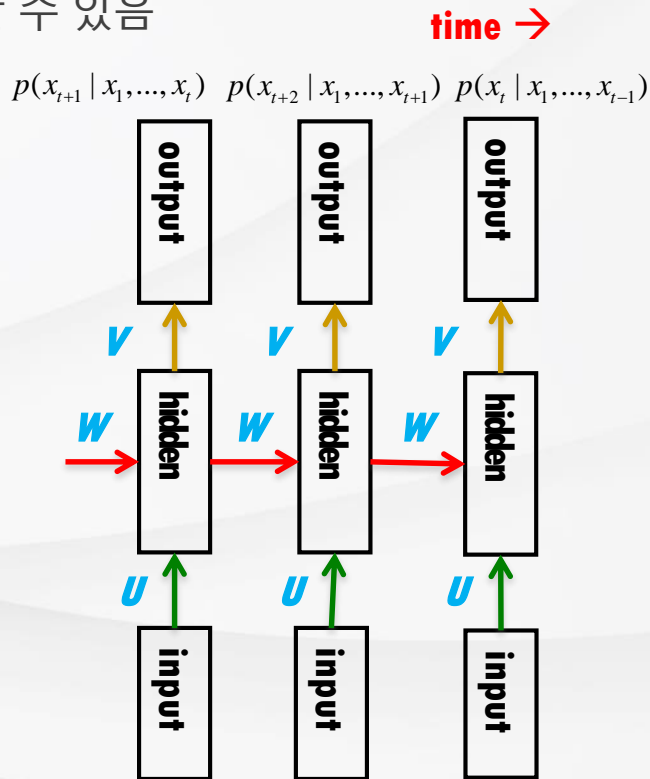 수 있음
time →
p(x_{t+1} | x_1,...,x_t) p(x_{t+2} | x_1,...,x_{t+1}) p(x_t | x_1,...,x_{t-1})
output output output
V V V
hidden hidden hidden
W W W
U U U
input input input